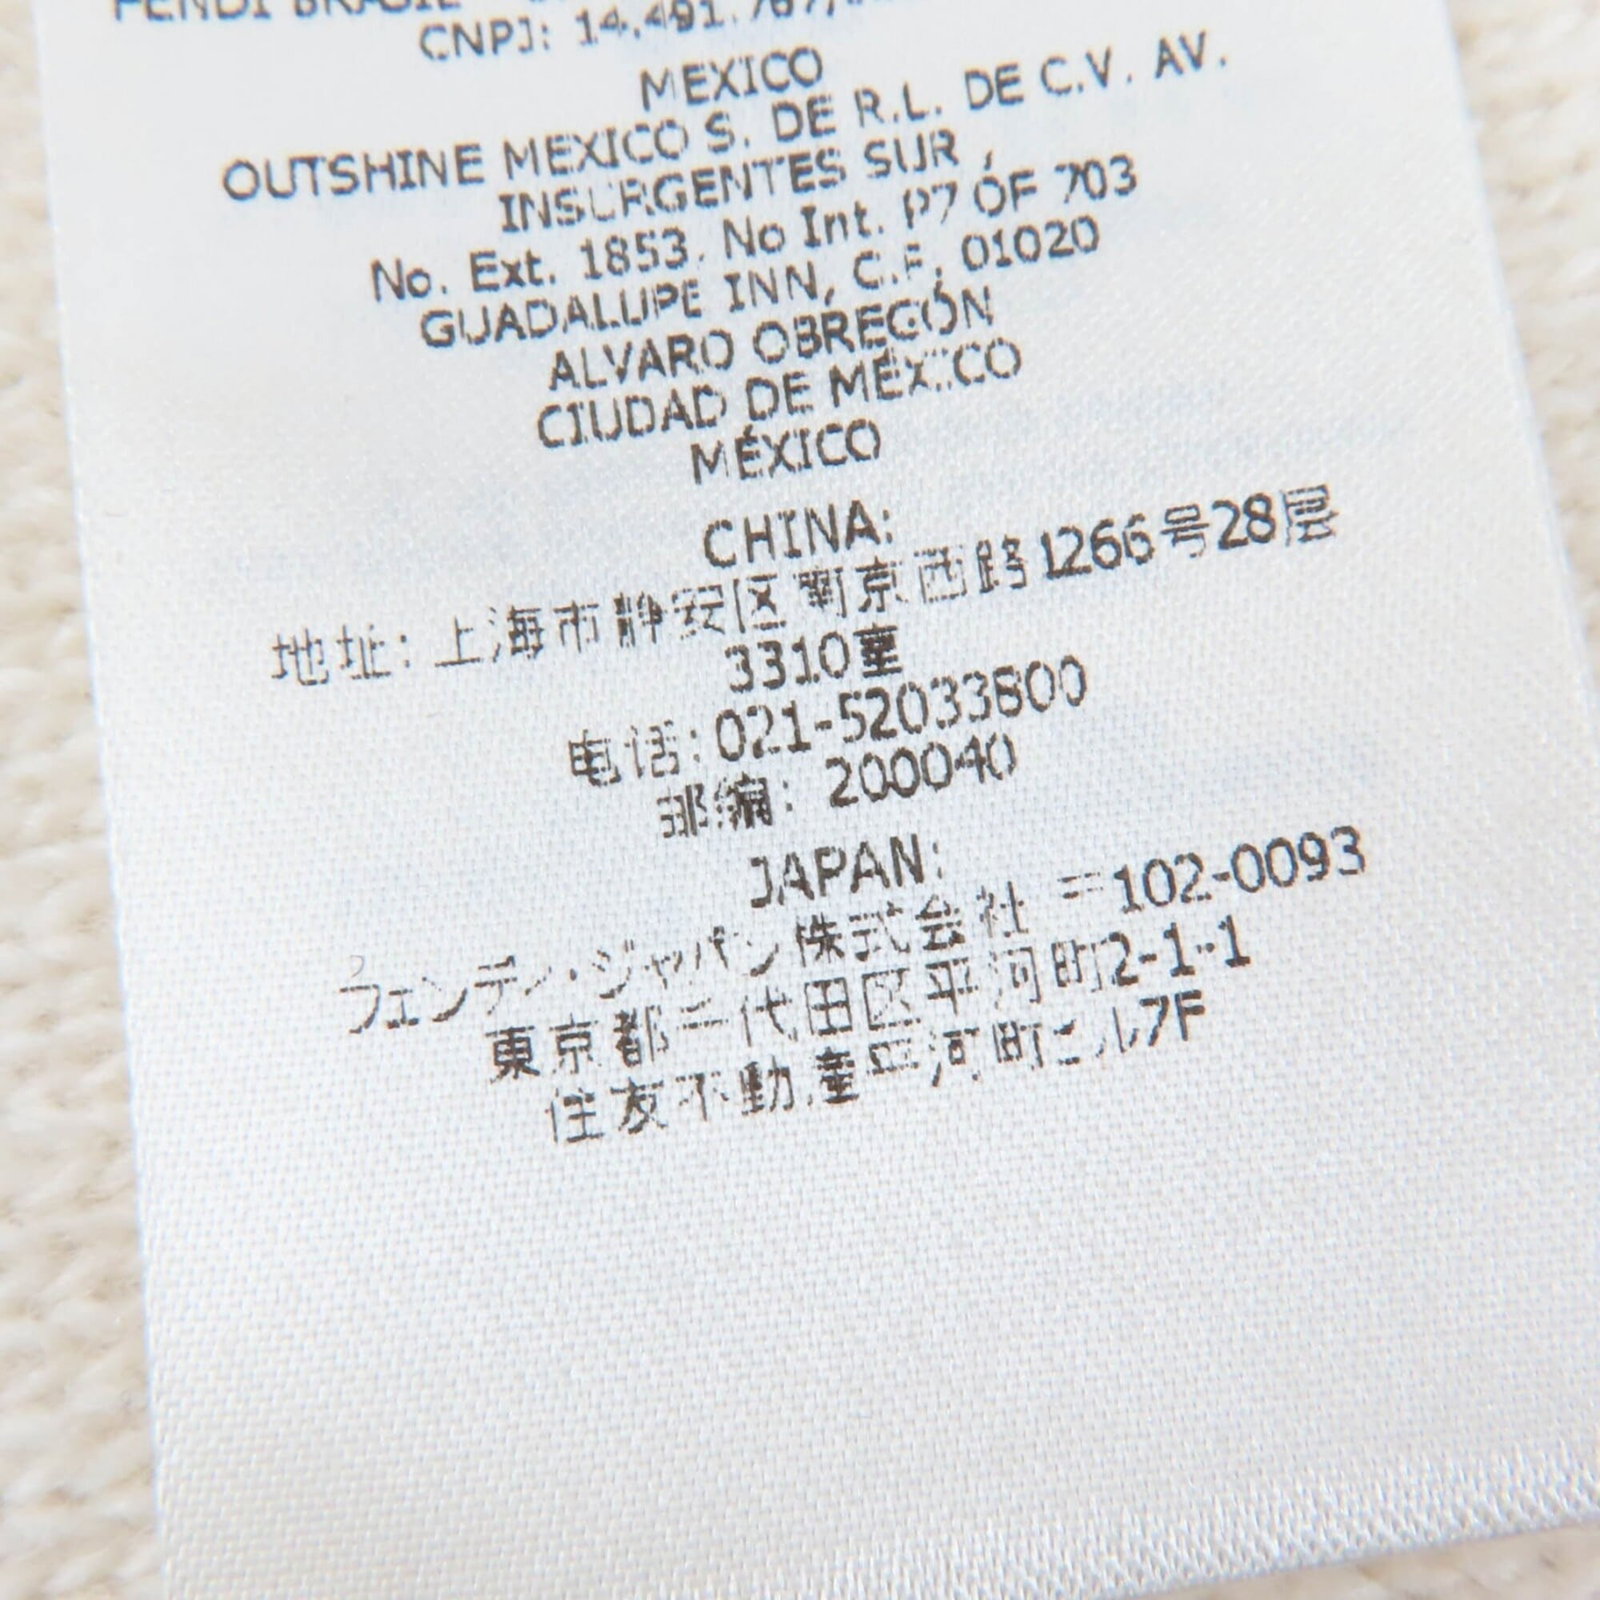 FENDI BRASIL
CNPJ: 14.491.767/
MEXICO
OUTSHINE MEXICO S. DE R.L. DE C.V. AV.
INSURGENTES SUR ,
No. Ext. 1853. No Int. P7 OF 703
GUADALUPE INN, C.P, 01020
ALVARO OBREGÓN
CIUDAD DE MÉXICO
MÉXICO
CHINA:
地址: 上海市静安区南京西路1266号28层
3310室
电话: 021-52033800
邮编: 200040
JAPAN:
フェンディ・ジャパン株式会社 〒102-0093
東京都千代田区平河町2-1-1
住友不動産平河町ビル7F